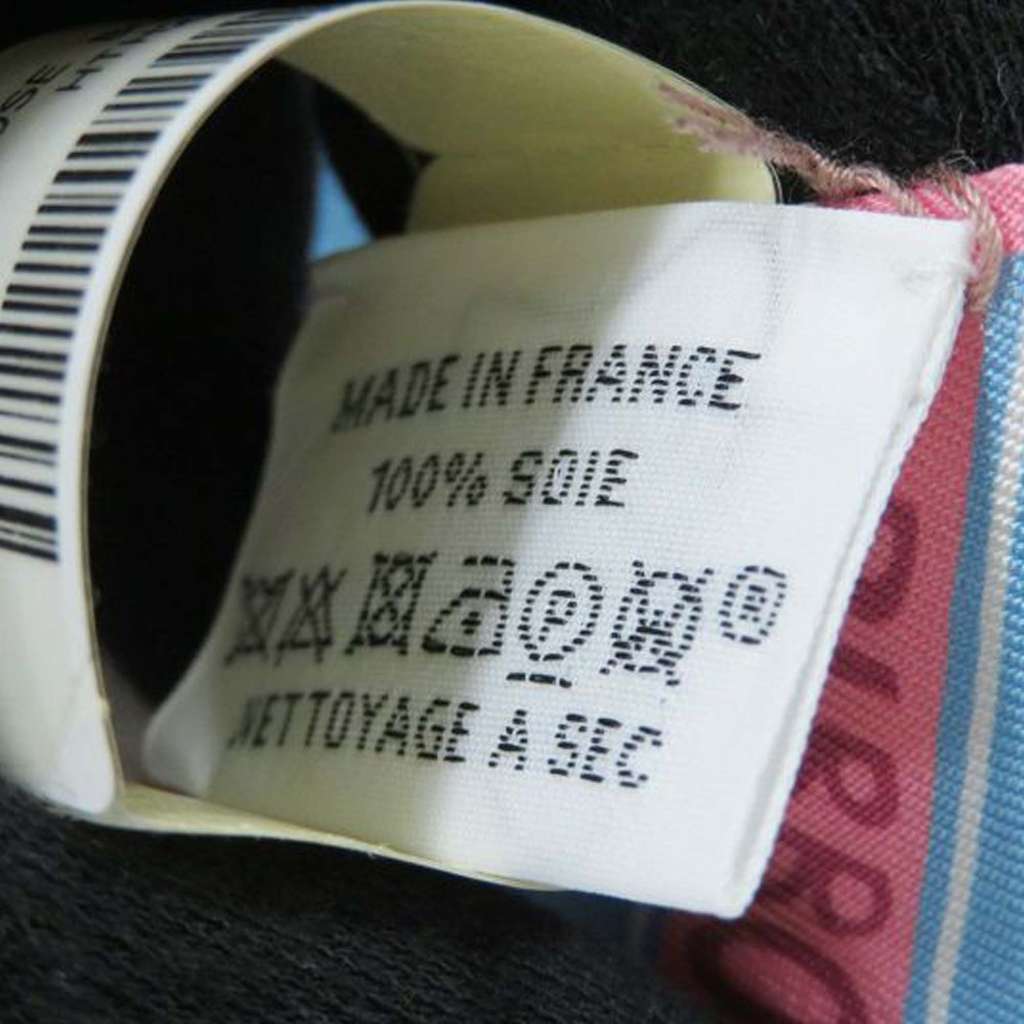 MADE IN FRANCE
100% SOIE
P
NETTOYAGE A SEC